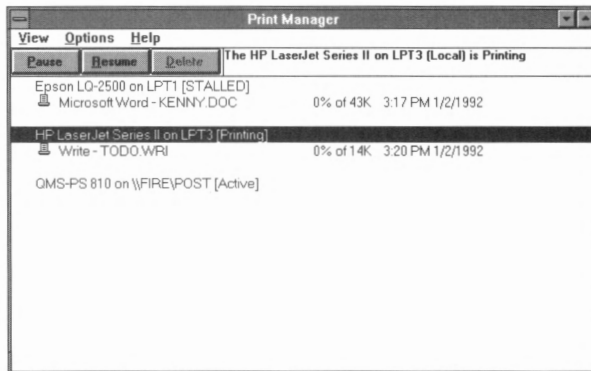 Print Manager
View Options Help
Pause Resume Delete The HP LaserJet Series II on LPT3 (Local) is Printing
Epson LQ-2500 on LPT1 [STALLED]
Microsoft Word - KENNY.DOC 0% of 43K 3:17 PM 1/2/1992
HP LaserJet Series II on LPT3 [Printing]
Write - TODO.WRI 0% of 14K 3:20 PM 1/2/1992
QMS-PS 810 on \\FIRE\POST [Active]